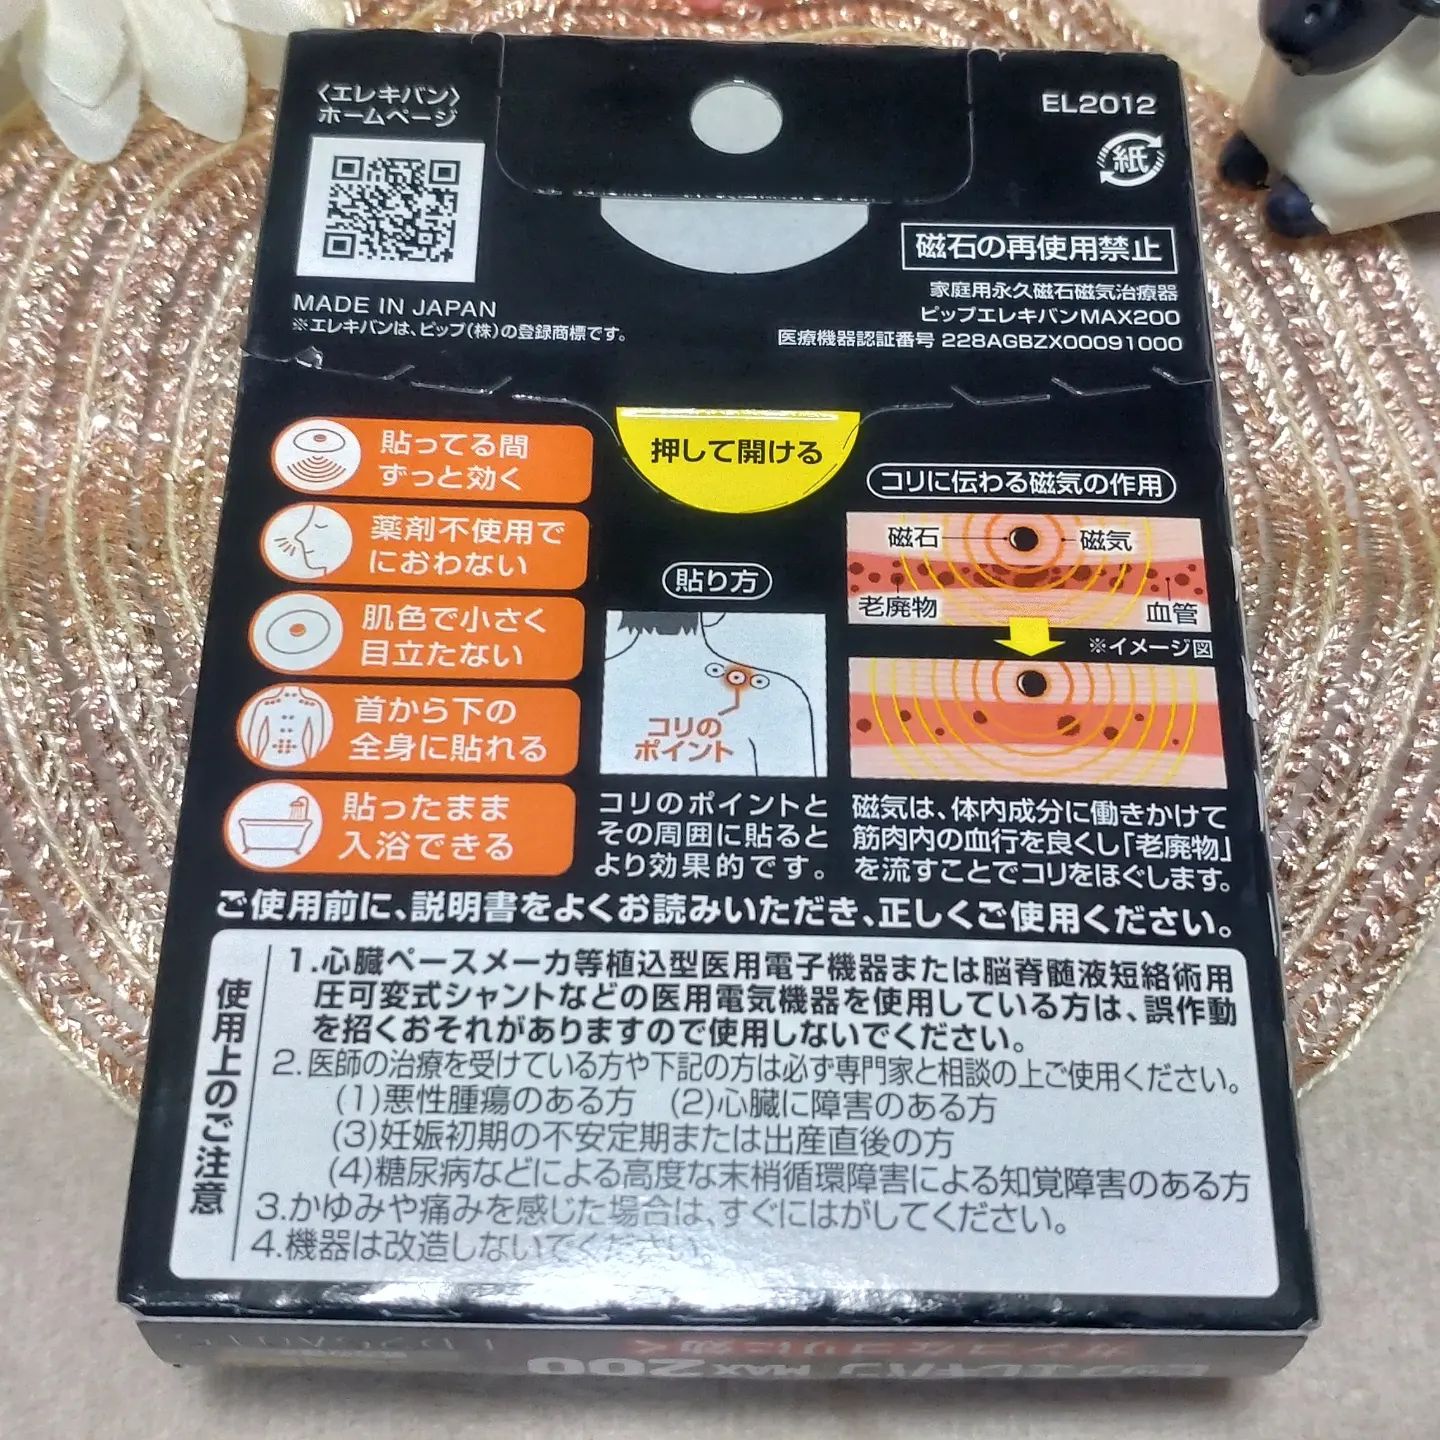 〈エレキバン〉
ホームページ
EL2012
紙
磁石の再使用禁止
MADE IN JAPAN
※エレキバンは、ピップ(株)の登録商標です。
家庭用永久磁石磁気治療器
ピップエレキバンMAX200
医療機器認証番号 228AGBZX00091000
押して開ける
貼ってる間
ずっと効く
薬剤不使用で
におわない
肌色で小さく
目立たない
首から下の
全身に貼れる
貼ったまま
入浴できる
貼り方
コリの
ポイント
コリのポイントと
その周囲に貼ると
より効果的です。
コリに伝わる磁気の作用
磁石 磁気
老廃物 血管
※イメージ図
磁気は、体内成分に働きかけて
筋肉内の血行を良くし「老廃物」
を流すことでコリをほぐします。
ご使用前に、説明書をよくお読みいただき、正しくご使用ください。
使用上のご注意
1.心臓ペースメーカ等植込型医用電子機器または脳脊髄液短絡術用
圧可変式シャントなどの医用電気機器を使用している方は、誤作動
を招くおそれがありますので使用しないでください。
2.医師の治療を受けている方や下記の方は必ず専門家と相談の上ご使用ください。
(1)悪性腫瘍のある方 (2)心臓に障害のある方
(3)妊娠初期の不安定期または出産直後の方
(4)糖尿病などによる高度な末梢循環障害による知覚障害のある方
3.かゆみや痛みを感じた場合は、すぐにはがしてください。
4.機器は改造しないでください
ガンコなコリに効く
ピップエレキバン MAX200